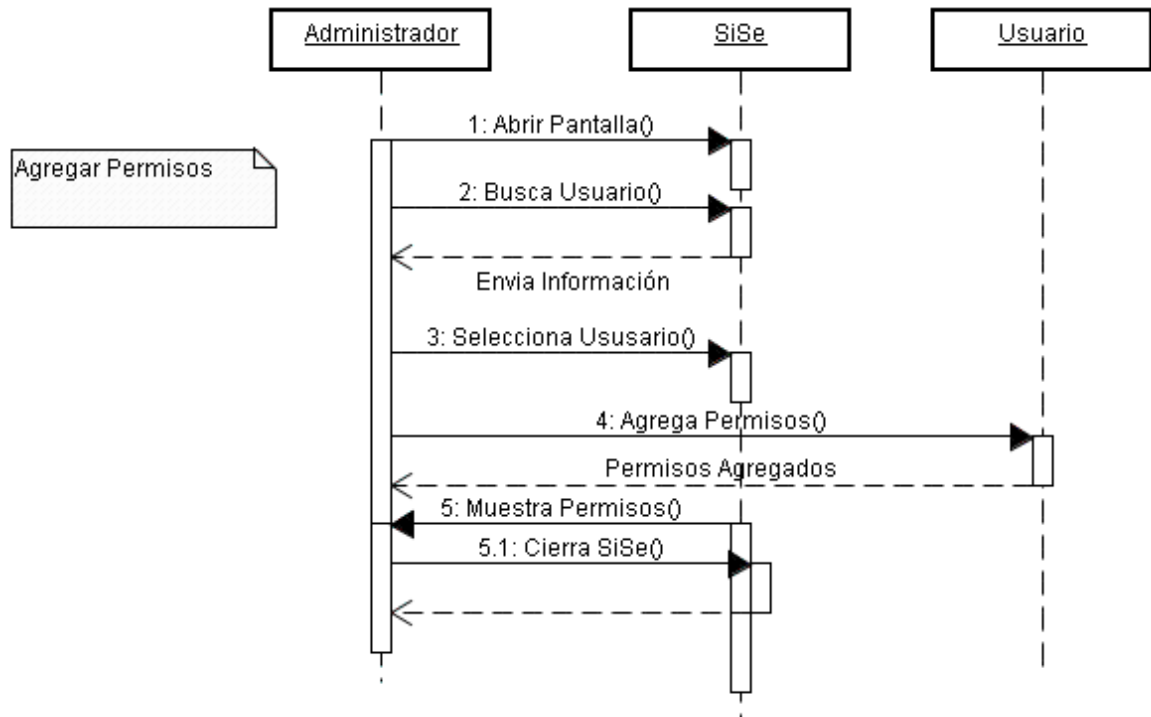 Administrador
SiSe
Usuario
1: Abrir Pantalla()
Agregar Permisos
2: Busca Usuario()
Envia Información
3: Selecciona Ususario()
4: Agrega Permisos()
Permisos Agregados
5: Muestra Permisos()
5.1: Cierra SiSe()